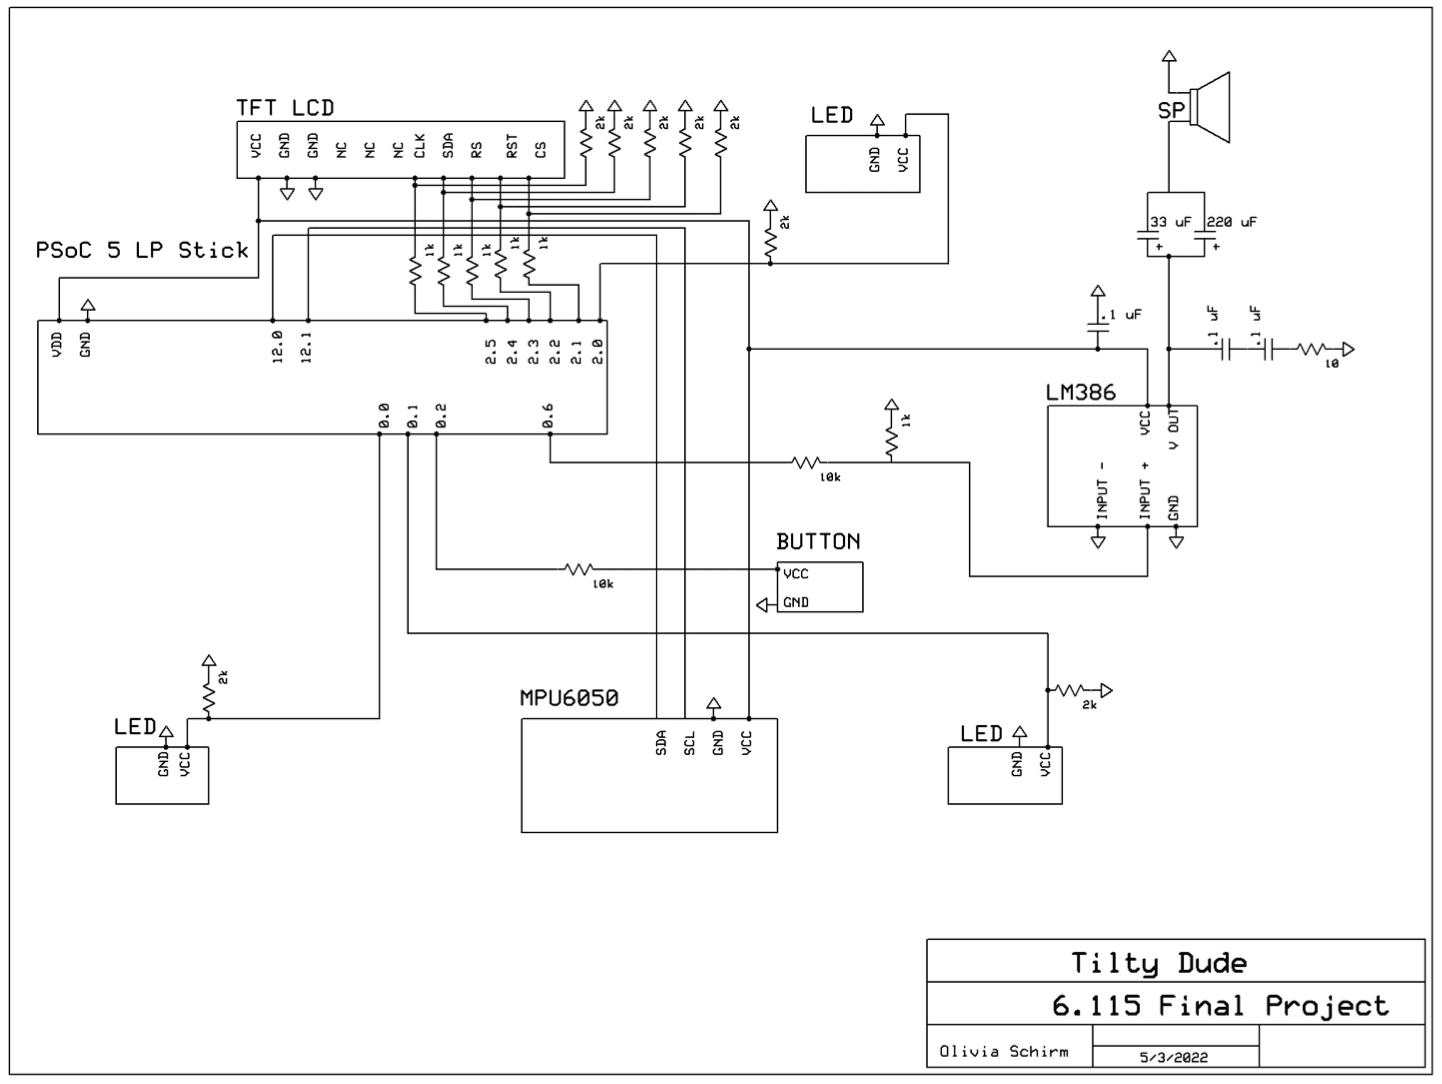 TFT LCD
VCC
GND
GND
NC
NC
NC
CLK
SDA
RS
RST
CS
2k
2k
2k
2k
2k
LED
GND
VCC
2k
SP
33 uF
220 uF
+
+
PSoC 5 LP Stick
1k
1k
1k
1k
1k
VDD
GND
12.0
12.1
2.5
2.4
2.3
2.2
2.1
2.0
0.0
0.1
0.2
0.6
.1 uF
.1 uF
.1 uF
10
LM386
VCC
V OUT
INPUT -
INPUT +
GND
1k
10k
BUTTON
VCC
GND
10k
2k
LED
GND
VCC
MPU6050
SDA
SCL
GND
VCC
LED
GND
VCC
2k
Tilty Dude
6.115 Final Project
Olivia Schirm
5/3/2022